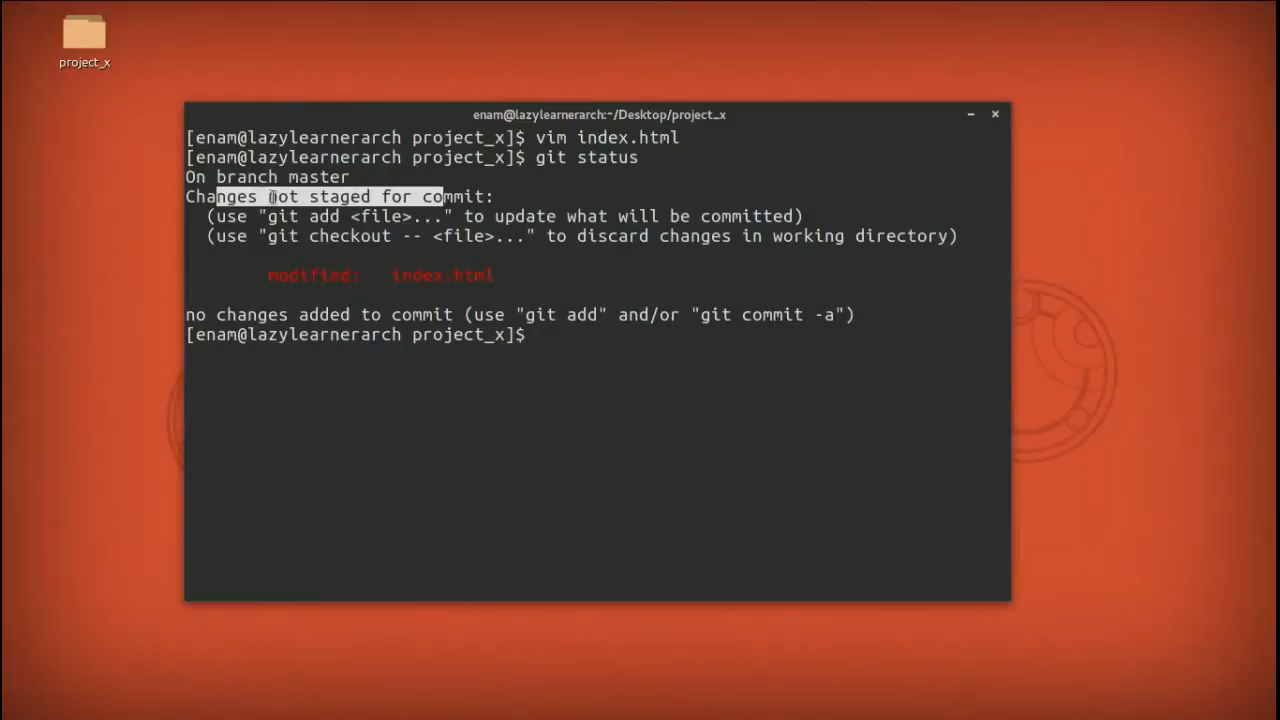 project_x
enam@lazylearnerarch:~/Desktop/project_x
[enam@lazylearnerarch project_x]$ vim index.html
[enam@lazylearnerarch project_x]$ git status
On branch master
Changes not staged for commit:
  (use "git add <file>..." to update what will be committed)
  (use "git checkout -- <file>..." to discard changes in working directory)
        modified:   index.html
no changes added to commit (use "git add" and/or "git commit -a")
[enam@lazylearnerarch project_x]$